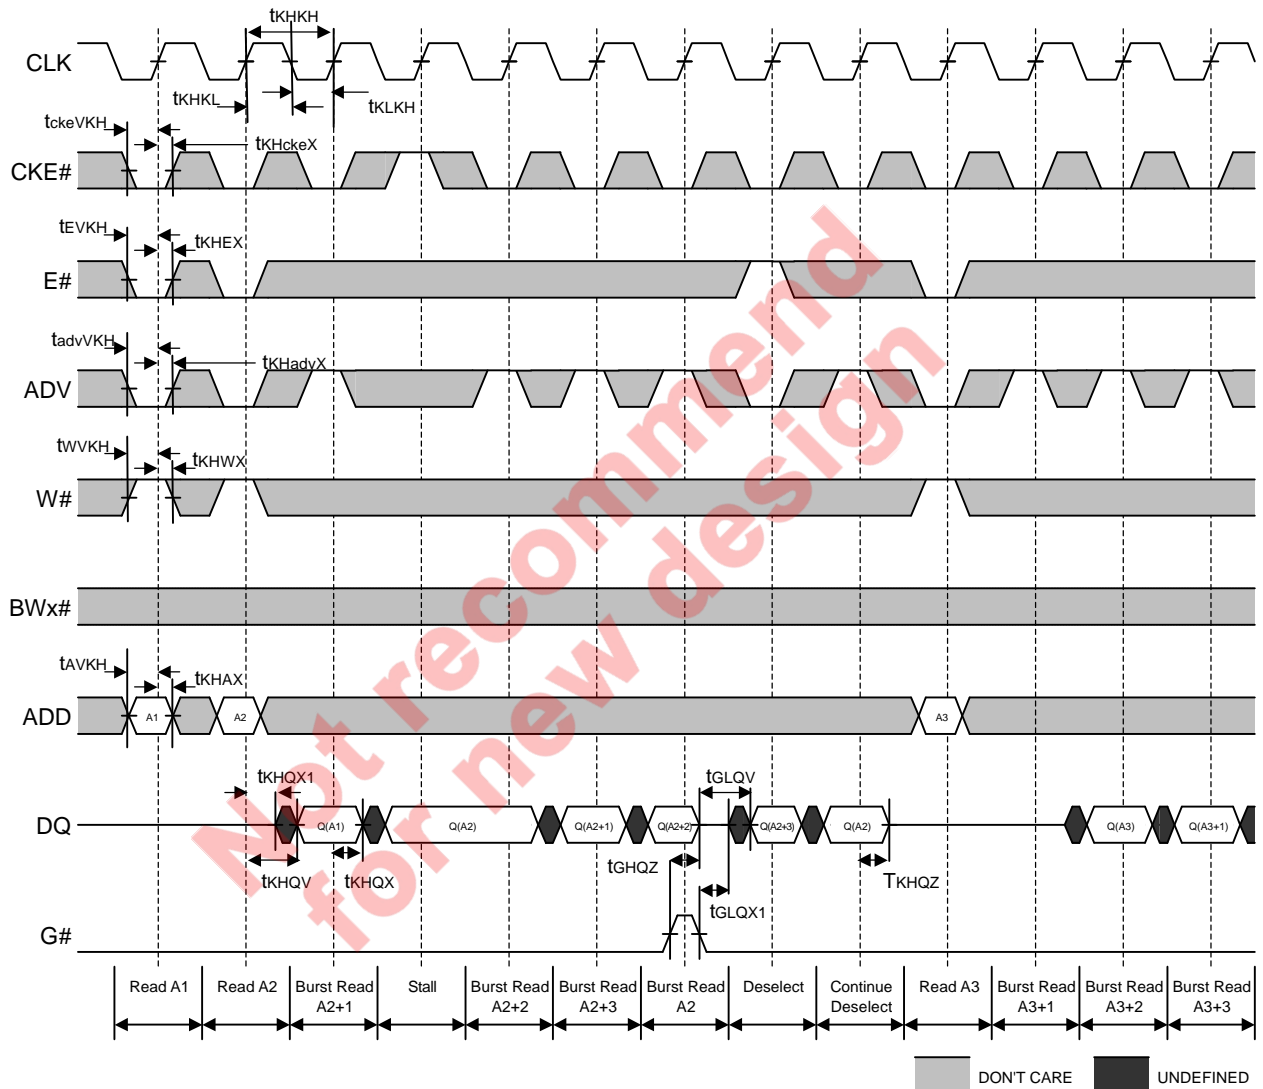 tKHKH
CLK
tKHKL
tKLKH
tckeVKH
tKHckeX
CKE#
tEVKH
tKHEX
E#
tadvVKH
tKHadvX
ADV
tWVKH
tKHWX
W#
BWx#
tAVKH
tKHAX
ADD
A1
A2
A3
tKHQX1
tGLQV
DQ
Q(A1)
Q(A2)
Q(A2+1)
Q(A2+2)
Q(A2+3)
Q(A2)
Q(A3)
Q(A3+1)
tKHQV
tKHQX
tGHQZ
TKHQZ
tGLQX1
G#
Read A1
Read A2
Burst Read
A2+1
Stall
Burst Read
A2+2
Burst Read
A2+3
Burst Read
A2
Deselect
Continue
Deselect
Read A3
Burst Read
A3+1
Burst Read
A3+2
Burst Read
A3+3
DON'T CARE
UNDEFINED
Not recommend
for new design